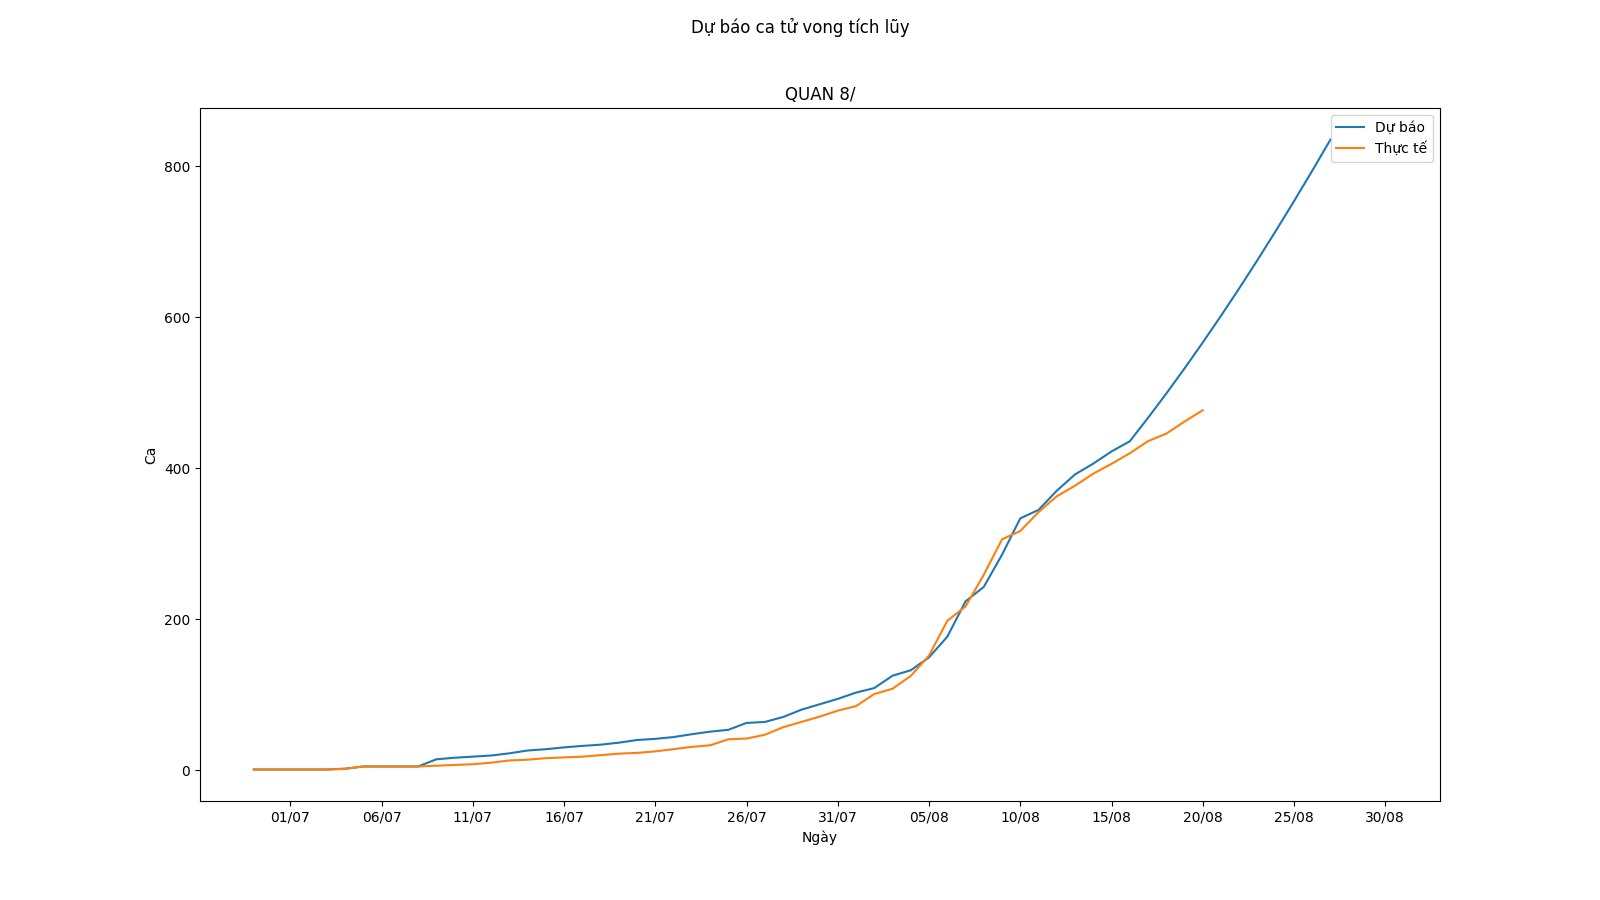 Dự báo ca tử vong tích lũy
QUAN 8/
Dự báo
Thực tế
800
600
400
200
0
Ca
01/07 06/07 11/07 16/07 21/07 26/07 31/07 05/08 10/08 15/08 20/08 25/08 30/08
Ngày